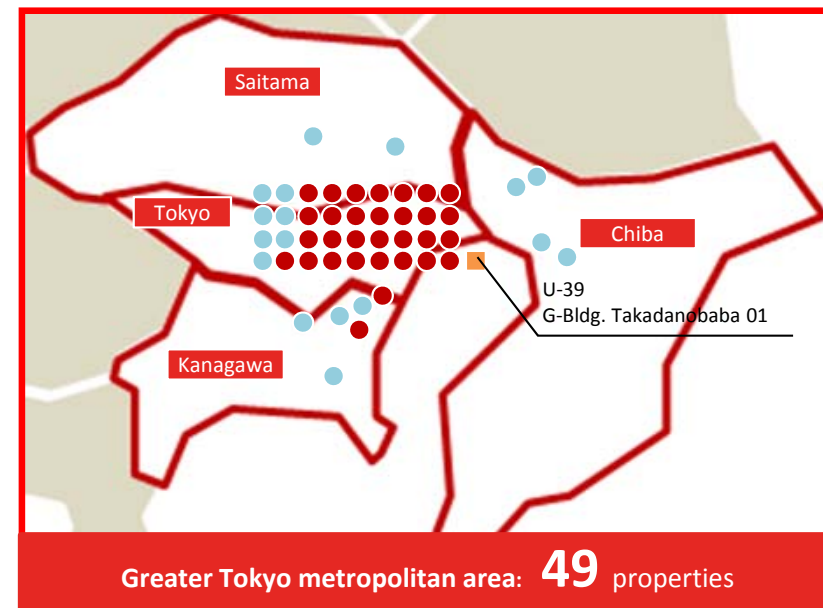 Saitama
Tokyo
Chiba
U-39
G-Bldg. Takadanobaba 01
Kanagawa
Greater Tokyo metropolitan area: 49 properties